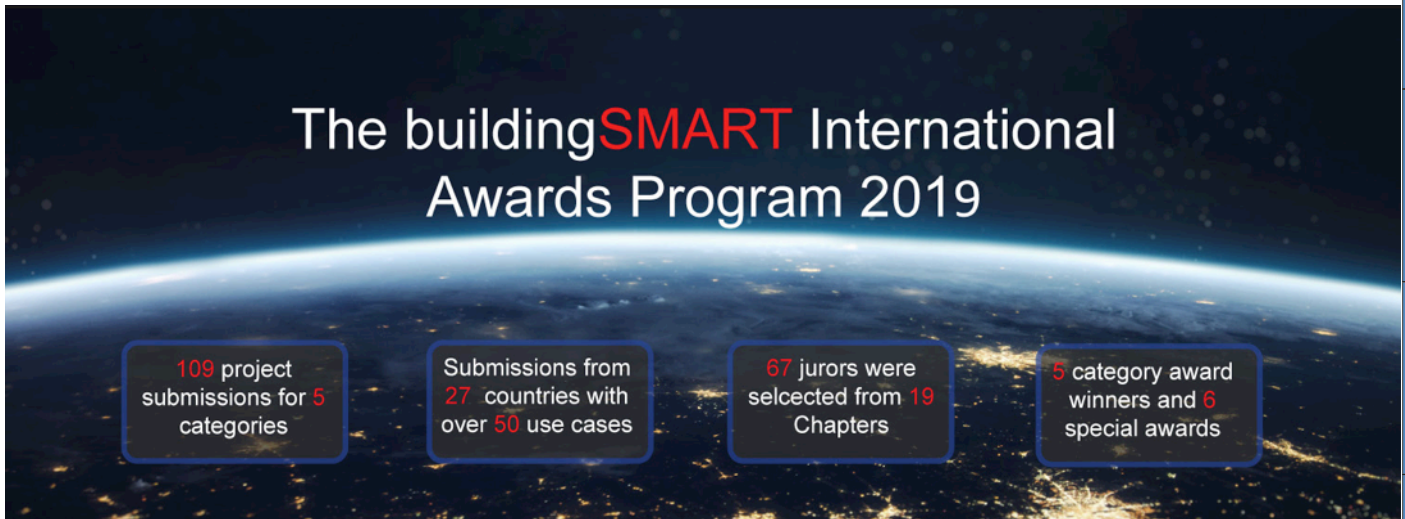 The buildingSMART International
Awards Program 2019
109 project
submissions for 5
categories
Submissions from
27 countries with
over 50 use cases
67 jurors were
selcected from 19
Chapters
5 category award
winners and 6
special awards